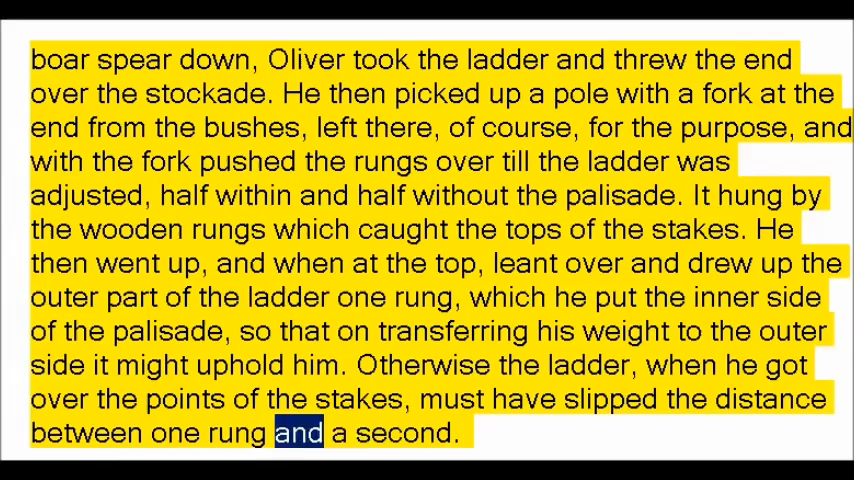 boar spear down, Oliver took the ladder and threw the end
over the stockade. He then picked up a pole with a fork at the
end from the bushes, left there, of course, for the purpose, and
with the fork pushed the rungs over till the ladder was
adjusted, half within and half without the palisade. It hung by
the wooden rungs which caught the tops of the stakes. He
then went up, and when at the top, leant over and drew up the
outer part of the ladder one rung, which he put the inner side
of the palisade, so that on transferring his weight to the outer
side it might uphold him. Otherwise the ladder, when he got
over the points of the stakes, must have slipped the distance
between one rung and a second.